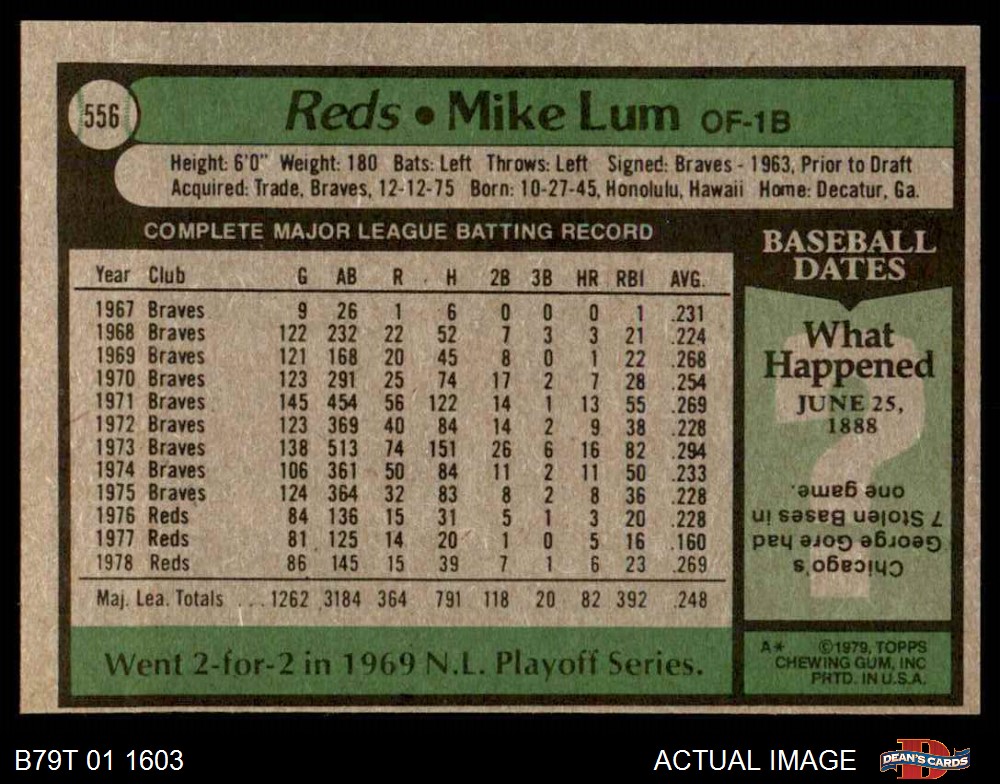 556
Reds • Mike Lum OF-1B
Height: 6'0" Weight: 180 Bats: Left Throws: Left Signed: Braves - 1963, Prior to Draft
Acquired: Trade, Braves, 12-12-75 Born: 10-27-45, Honolulu, Hawaii Home: Decatur, Ga.
COMPLETE MAJOR LEAGUE BATTING RECORD
Year Club G AB R H 2B 3B HR RBI AVG.
1967 Braves 9 26 1 6 0 0 0 1 .231
1968 Braves 122 232 22 52 7 3 3 21 .224
1969 Braves 121 168 20 45 8 0 1 22 .268
1970 Braves 123 291 25 74 17 2 7 28 .254
1971 Braves 145 454 56 122 14 1 13 55 .269
1972 Braves 123 369 40 84 14 2 9 38 .228
1973 Braves 138 513 74 151 26 6 16 82 .294
1974 Braves 106 361 50 84 11 2 11 50 .233
1975 Braves 124 364 32 83 8 2 8 36 .228
1976 Reds 84 136 15 31 5 1 3 20 .228
1977 Reds 81 125 14 20 1 0 5 16 .160
1978 Reds 86 145 15 39 7 1 6 23 .269
Maj. Lea. Totals ... 1262 3184 364 791 118 20 82 392 .248
Went 2-for-2 in 1969 N.L. Playoff Series.
BASEBALL
DATES
What
Happened
JUNE 25,
1888
?
Chicago's
George Gore had
7 Stolen Bases in
one game.
A* ©1979, TOPPS
CHEWING GUM, INC
PRTD. IN U.S.A.
B79T 01 1603
ACTUAL IMAGE
D
DEAN'S CARDS